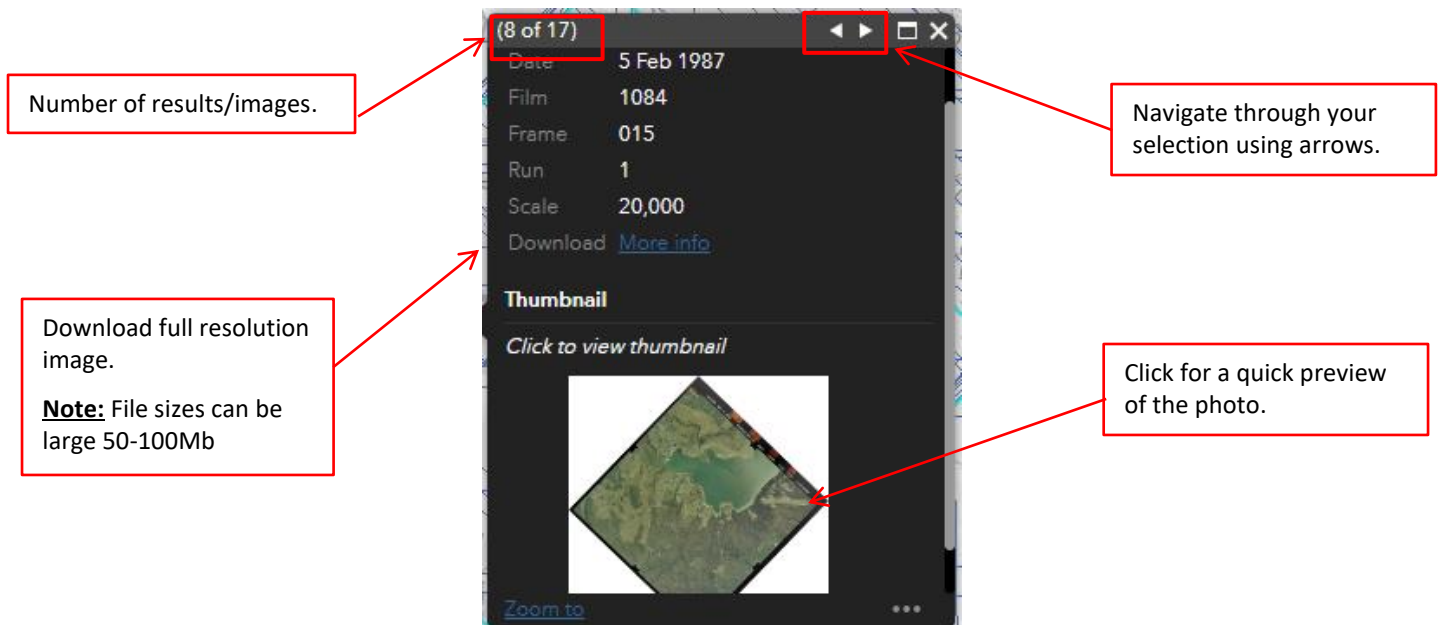 (8 of 17)
Date 5 Feb 1987
Film 1084
Frame 015
Run 1
Scale 20,000
Download More info
Thumbnail
Click to view thumbnail
Zoom to
Number of results/images.
Navigate through your
selection using arrows.
Download full resolution
image.
Note: File sizes can be
large 50-100Mb
Click for a quick preview
of the photo.